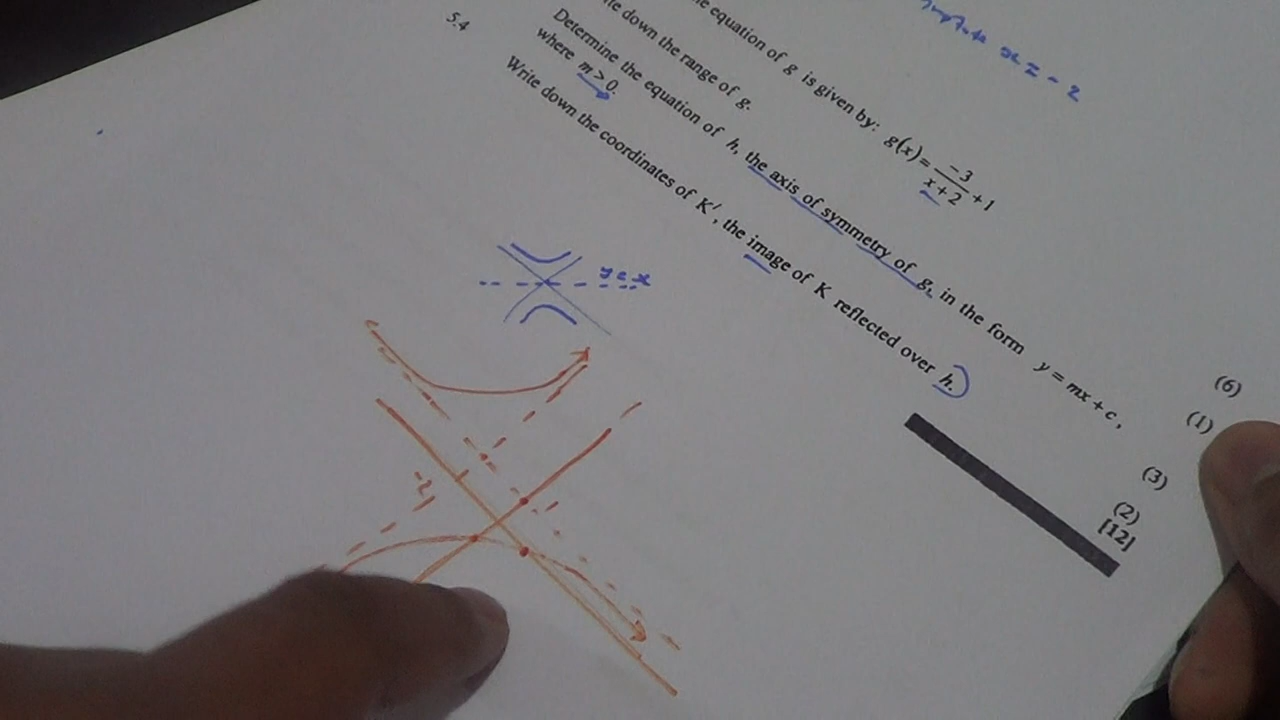 e equation of g is given by: g(x) = -3/x+2 +1
(6)
te down the range of g.
(1)
Determine the equation of h, the axis of symmetry of g, in the form y = mx + c,
where m > 0.
(3)
5.4
Write down the coordinates of K′, the image of K reflected over h.
(2)
[12]
x = -2
y = x
-2